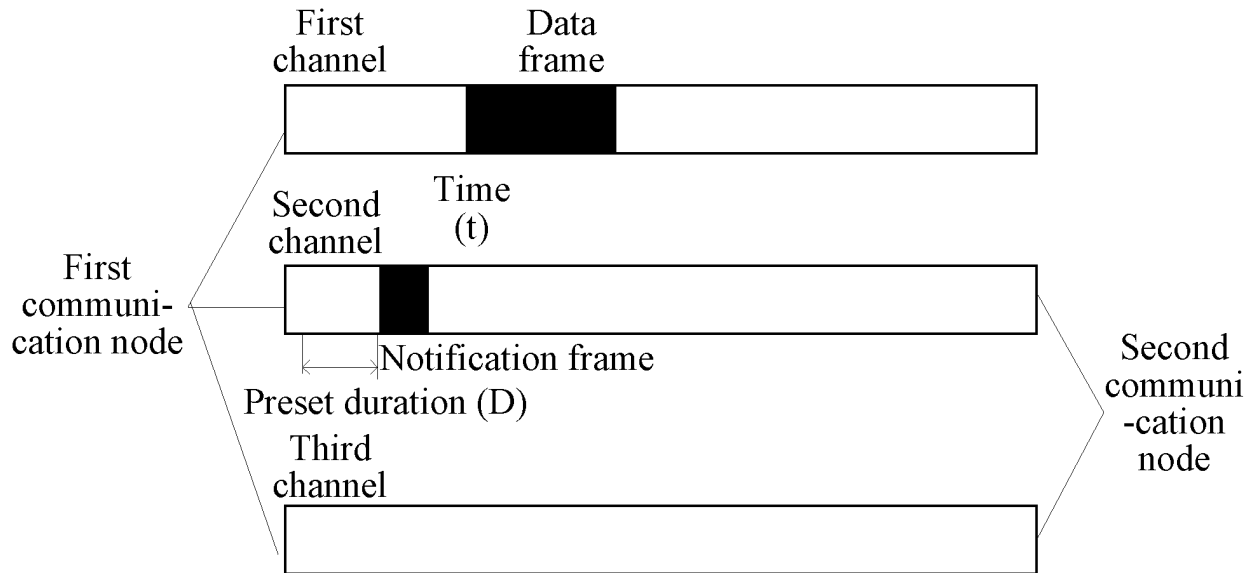 First
channel
Data
frame
Time
(t)
Second
channel
First
communi-
cation node
Notification frame
Preset duration (D)
Second
communi
-cation
node
Third
channel